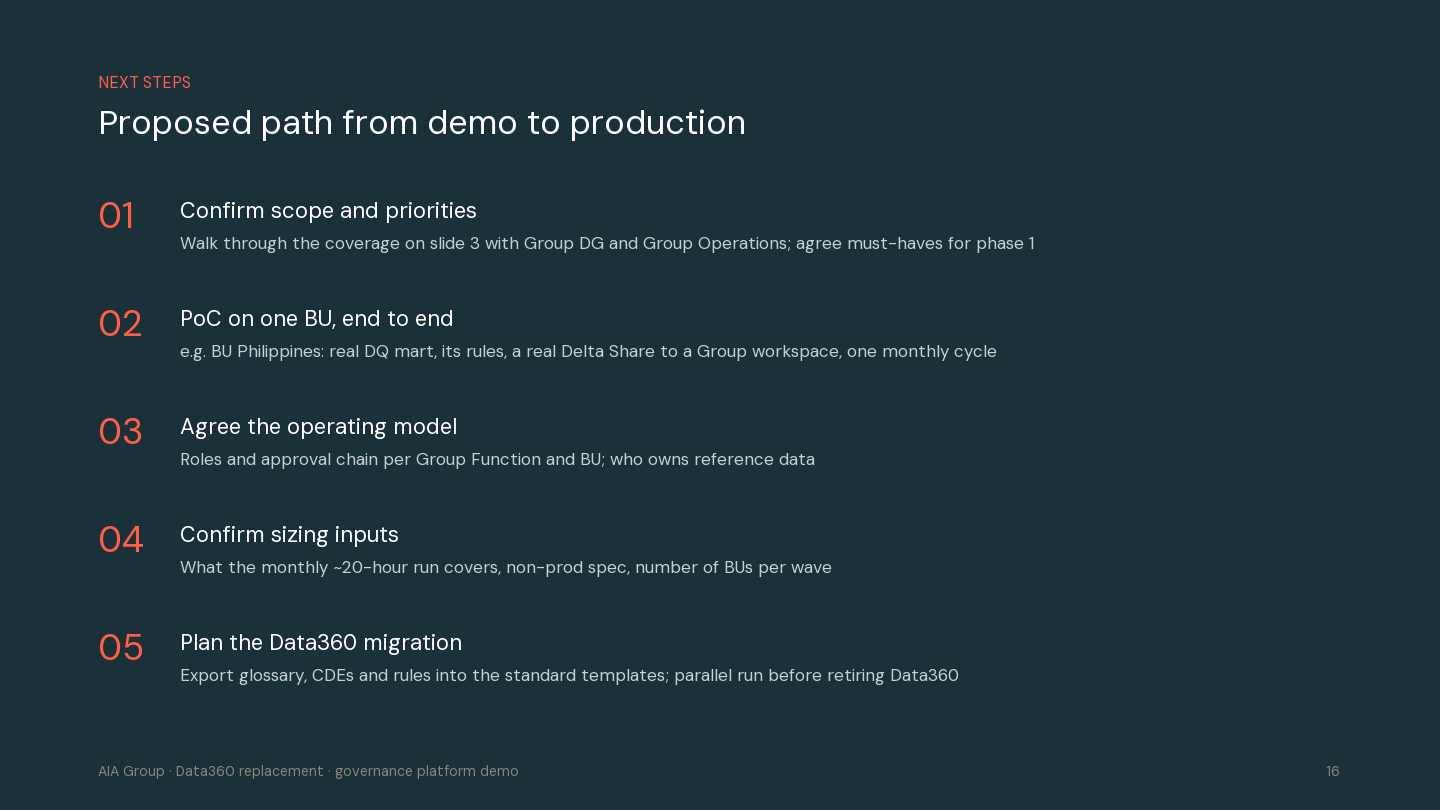 NEXT STEPS
Proposed path from demo to production
01
Confirm scope and priorities
Walk through the coverage on slide 3 with Group DG and Group Operations; agree must-haves for phase 1
02
PoC on one BU, end to end
e.g. BU Philippines: real DQ mart, its rules, a real Delta Share to a Group workspace, one monthly cycle
03
Agree the operating model
Roles and approval chain per Group Function and BU; who owns reference data
04
Confirm sizing inputs
What the monthly ~20-hour run covers, non-prod spec, number of BUs per wave
05
Plan the Data360 migration
Export glossary, CDEs and rules into the standard templates; parallel run before retiring Data360
AIA Group · Data360 replacement · governance platform demo
16